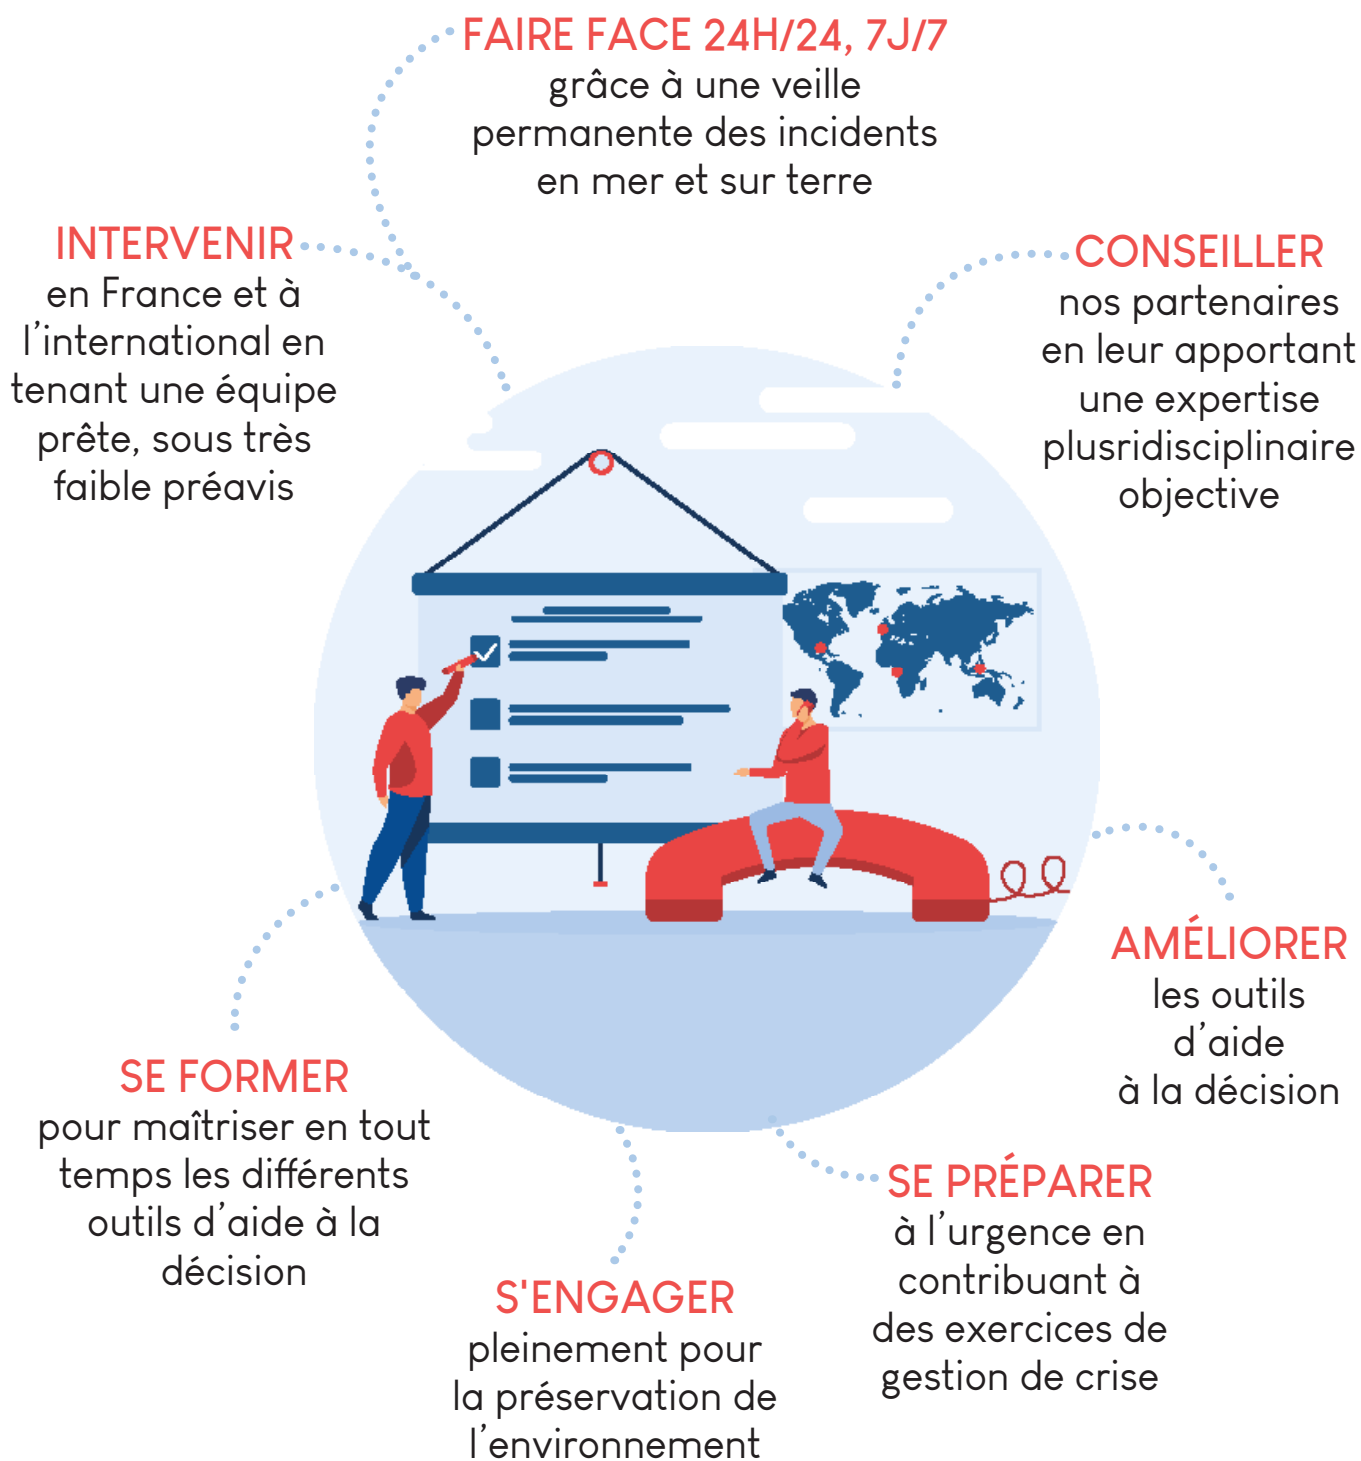 FAIRE FACE 24H/24, 7J/7
grâce à une veille
permanente des incidents
en mer et sur terre
INTERVENIR
en France et à
l'international en
tenant une équipe
prête, sous très
faible préavis
CONSEILLER
nos partenaires
en leur apportant
une expertise
plusridisciplinaire
objective
AMÉLIORER
les outils
d'aide
à la décision
SE FORMER
pour maîtriser en tout
temps les différents
outils d'aide à la
décision
SE PRÉPARER
à l'urgence en
contribuant à
des exercices de
gestion de crise
S'ENGAGER
pleinement pour
la préservation de
l'environnement